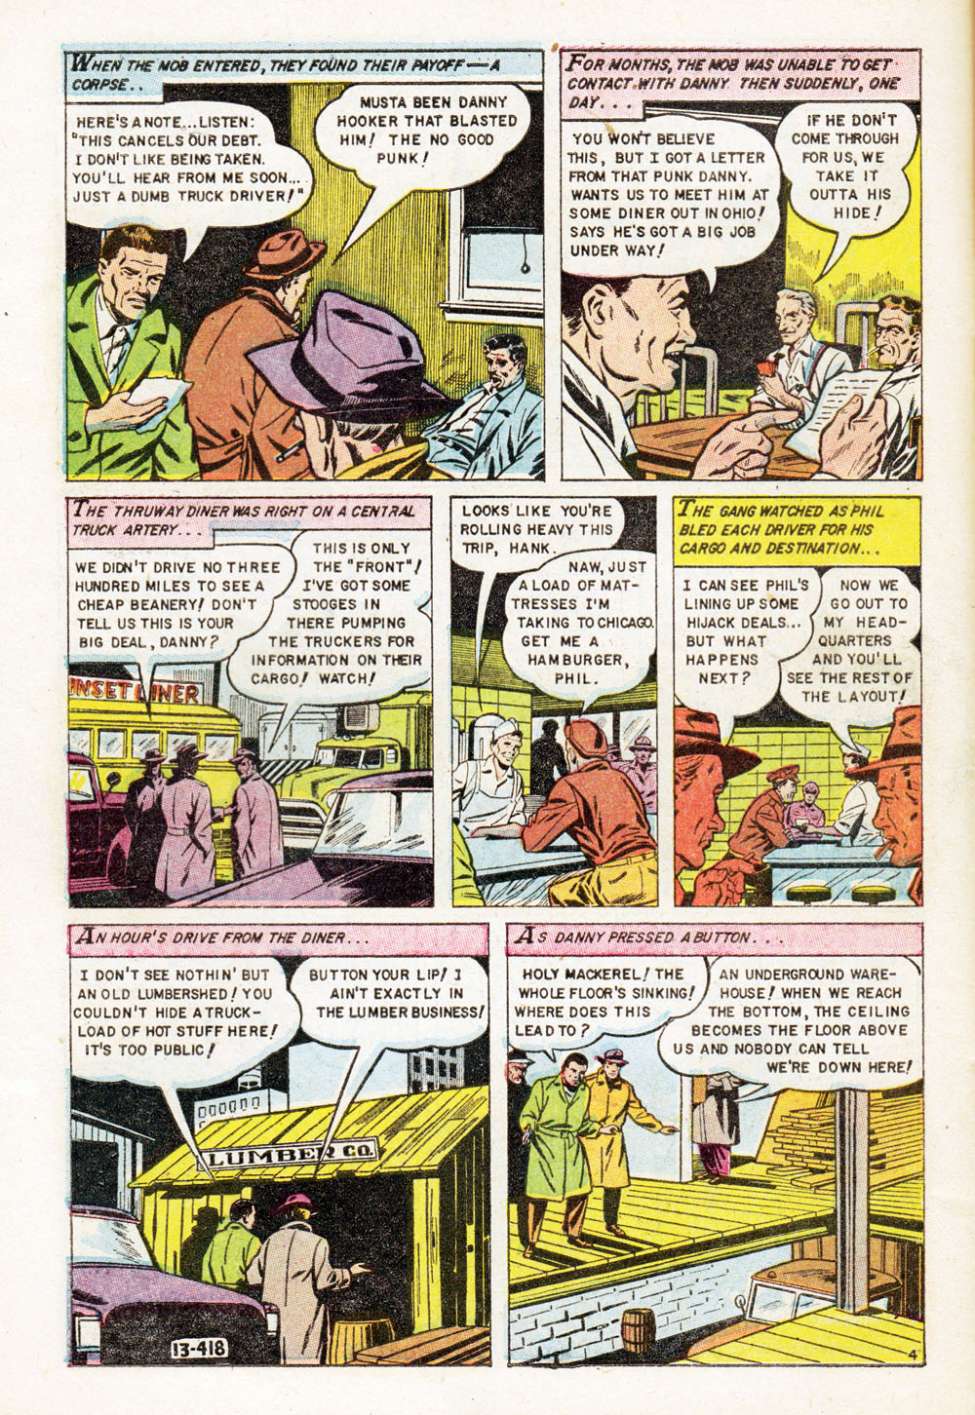 WHEN THE MOB ENTERED, THEY FOUND THEIR PAYOFF—A
CORPSE..
HERE'S A NOTE...LISTEN:
"THIS CANCELS OUR DEBT.
I DON'T LIKE BEING TAKEN.
YOU'LL HEAR FROM ME SOON...
JUST A DUMB TRUCK DRIVER!"
MUSTA BEEN DANNY
HOOKER THAT BLASTED
HIM! THE NO GOOD
PUNK!
FOR MONTHS, THE MOB WAS UNABLE TO GET
CONTACT WITH DANNY. THEN SUDDENLY, ONE
DAY...
YOU WON'T BELIEVE
THIS, BUT I GOT A LETTER
FROM THAT PUNK DANNY.
WANTS US TO MEET HIM AT
SOME DINER OUT IN OHIO!
SAYS HE'S GOT A BIG JOB
UNDER WAY!
IF HE DON'T
COME THROUGH
FOR US, WE
TAKE IT
OUTTA HIS
HIDE!
THE THRUWAY DINER WAS RIGHT ON A CENTRAL
TRUCK ARTERY...
WE DIDN'T DRIVE NO THREE
HUNDRED MILES TO SEE A
CHEAP BEANERY! DON'T
TELL US THIS IS YOUR
BIG DEAL, DANNY?
THIS IS ONLY
THE "FRONT"!
I'VE GOT SOME
STOOGES IN
THERE PUMPING
THE TRUCKERS FOR
INFORMATION ON THEIR
CARGO! WATCH!
NSET DINER
LOOKS LIKE YOU'RE
ROLLING HEAVY THIS
TRIP, HANK.
NAW, JUST
A LOAD OF MAT-
TRESSES I'M
TAKING TO CHICAGO.
GET ME A
HAMBURGER,
PHIL.
THE GANG WATCHED AS PHIL
BLED EACH DRIVER FOR HIS
CARGO AND DESTINATION...
I CAN SEE PHIL'S
LINING UP SOME
HIJACK DEALS...
BUT WHAT
HAPPENS
NEXT?
NOW WE
GO OUT TO
MY HEAD-
QUARTERS
AND YOU'LL
SEE THE REST OF
THE LAYOUT!
AN HOUR'S DRIVE FROM THE DINER...
I DON'T SEE NOTHIN' BUT
AN OLD LUMBERSHED! YOU
COULDN'T HIDE A TRUCK-
LOAD OF HOT STUFF HERE!
IT'S TOO PUBLIC!
BUTTON YOUR LIP! I
AIN'T EXACTLY IN
THE LUMBER BUSINESS!
LUMBER CO.
13-418
AS DANNY PRESSED A BUTTON...
HOLY MACKEREL! THE
WHOLE FLOOR'S SINKING!
WHERE DOES THIS
LEAD TO?
AN UNDERGROUND WARE-
HOUSE! WHEN WE REACH
THE BOTTOM, THE CEILING
BECOMES THE FLOOR ABOVE
US AND NOBODY CAN TELL
WE'RE DOWN HERE!
4